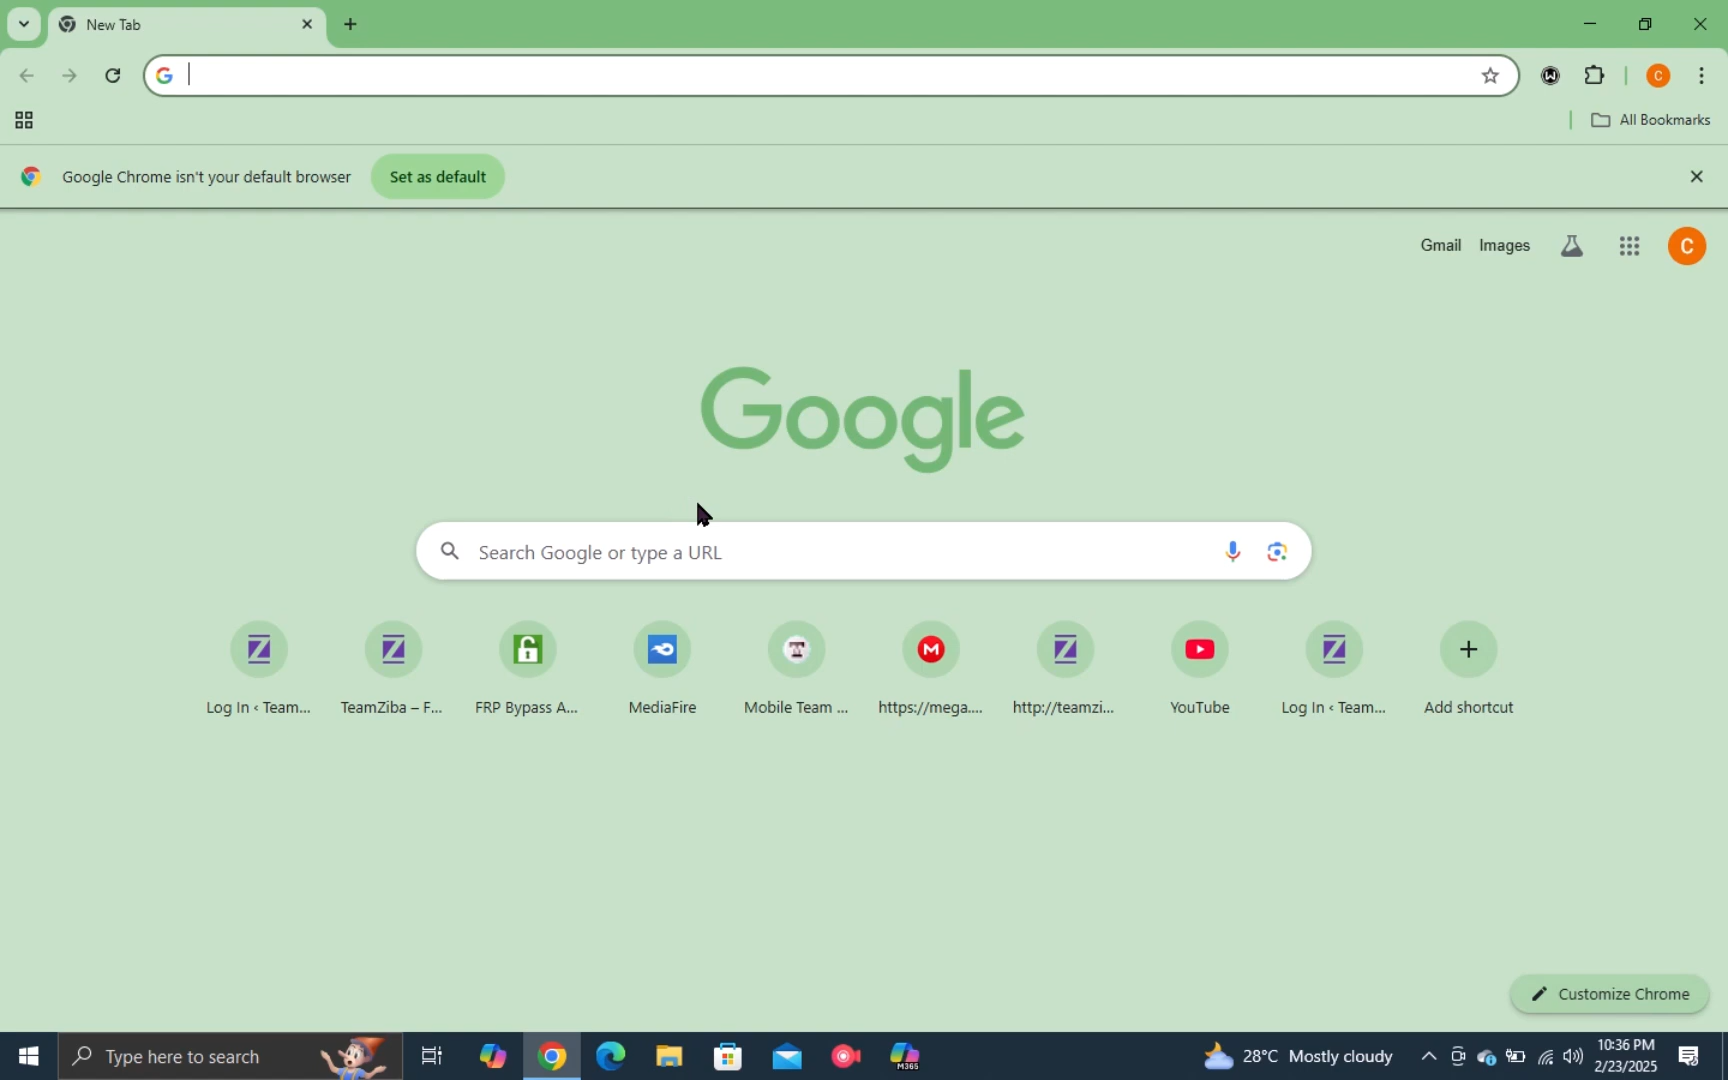 New Tab
Google Chrome isn't your default browser Set as default
All Bookmarks
Gmail Images
C
C
Google
Search Google or type a URL
Log In ‹ Team... TeamZiba – F... FRP Bypass A... MediaFire Mobile Team ... https://mega.... http://teamzi... YouTube Log In ‹ Team... Add shortcut
Customize Chrome
Type here to search
M365
28°C Mostly cloudy
10:36 PM
2/23/2025